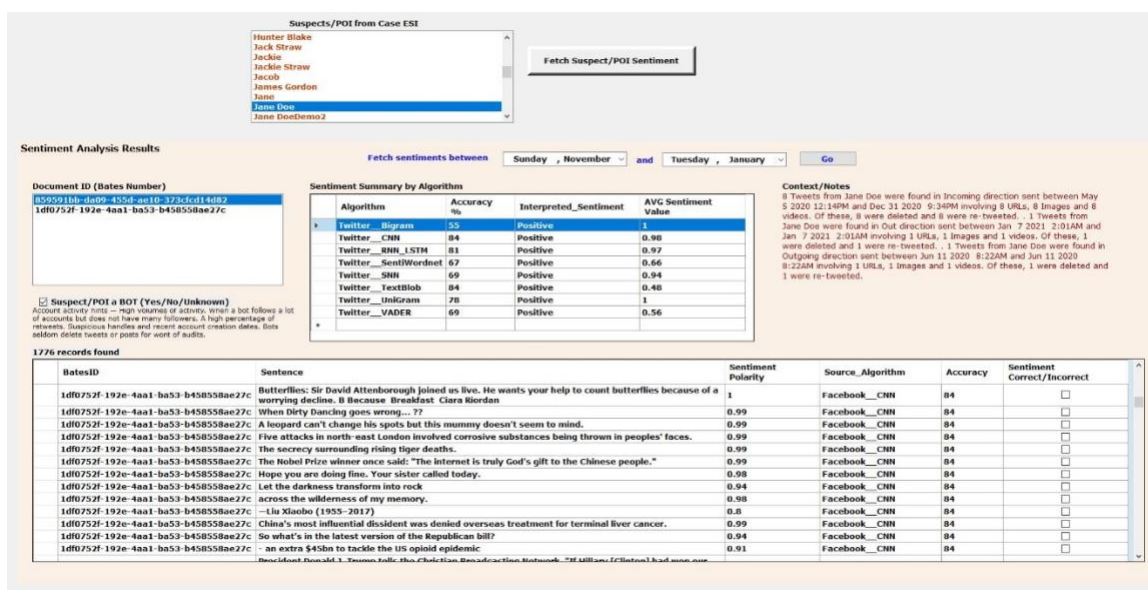 Suspects/POI from Case ESI
Hunter Blake
Jack Straw
Jackie
Jackie Straw
Jacob
James Gordon
Jane
Jane Doe
Jane DoeDemo2
Fetch Suspect/POI Sentiment
Sentiment Analysis Results
Fetch sentiments between Sunday , November and Tuesday , January Go
Document ID (Bates Number)
859591bb-da09-455d-ae10-373cfcd14d82
1df0752f-192e-4aa1-ba53-b458558ae27c
Suspect/POI a BOT (Yes/No/Unknown)
Account activity hints — High volumes of activity. When a bot follows a lot
of accounts but does not have many followers. A high percentage of
retweets. Suspicious handles and recent account creation dates. Bots
seldom delete tweets or posts for wont of audits.
Sentiment Summary by Algorithm
Algorithm Accuracy % Interpreted_Sentiment AVG Sentiment Value
Twitter__Bigram 55 Positive 1
Twitter__CNN 84 Positive 0.98
Twitter__RNN_LSTM 81 Positive 0.97
Twitter__SentiWordnet 67 Positive 0.66
Twitter__SNN 69 Positive 0.94
Twitter__TextBlob 84 Positive 0.48
Twitter__UniGram 78 Positive 1
Twitter__VADER 69 Positive 0.56
Context/Notes
8 Tweets from Jane Doe were found in Incoming direction sent between May
5 2020 12:14PM and Dec 31 2020 9:34PM involving 8 URLs, 8 Images and 8
videos. Of these, 8 were deleted and 8 were re-tweeted. . 1 Tweets from
Jane Doe were found in Out direction sent between Jan 7 2021 2:01AM and
Jan 7 2021 2:01AM involving 1 URLs, 1 Images and 1 videos. Of these, 1
were deleted and 1 were re-tweeted. . 1 Tweets from Jane Doe were found in
Outgoing direction sent between Jun 11 2020 8:22AM and Jun 11 2020
8:22AM involving 1 URLs, 1 Images and 1 videos. Of these, 1 were deleted and
1 were re-tweeted.
1776 records found
BatesID Sentence Sentiment Polarity Source_Algorithm Accuracy Sentiment Correct/Incorrect
1df0752f-192e-4aa1-ba53-b458558ae27c Butterflies: Sir David Attenborough joined us live. He wants your help to count butterflies because of a worrying decline. B Because Breakfast Ciara Riordan 1 Facebook__CNN 84
1df0752f-192e-4aa1-ba53-b458558ae27c When Dirty Dancing goes wrong... ?? 0.99 Facebook__CNN 84
1df0752f-192e-4aa1-ba53-b458558ae27c A leopard can't change his spots but this mummy doesn't seem to mind. 0.99 Facebook__CNN 84
1df0752f-192e-4aa1-ba53-b458558ae27c Five attacks in north-east London involved corrosive substances being thrown in peoples' faces. 0.99 Facebook__CNN 84
1df0752f-192e-4aa1-ba53-b458558ae27c The secrecy surrounding rising tiger deaths. 0.99 Facebook__CNN 84
1df0752f-192e-4aa1-ba53-b458558ae27c The Nobel Prize winner once said: "The internet is truly God's gift to the Chinese people." 0.99 Facebook__CNN 84
1df0752f-192e-4aa1-ba53-b458558ae27c Hope you are doing fine. Your sister called today. 0.98 Facebook__CNN 84
1df0752f-192e-4aa1-ba53-b458558ae27c Let the darkness transform into rock 0.94 Facebook__CNN 84
1df0752f-192e-4aa1-ba53-b458558ae27c across the wilderness of my memory. 0.98 Facebook__CNN 84
1df0752f-192e-4aa1-ba53-b458558ae27c —Liu Xiaobo (1955–2017) 0.8 Facebook__CNN 84
1df0752f-192e-4aa1-ba53-b458558ae27c China's most influential dissident was denied overseas treatment for terminal liver cancer. 0.99 Facebook__CNN 84
1df0752f-192e-4aa1-ba53-b458558ae27c So what's in the latest version of the Republican bill? 0.94 Facebook__CNN 84
1df0752f-192e-4aa1-ba53-b458558ae27c - an extra $45bn to tackle the US opioid epidemic 0.91 Facebook__CNN 84
President Donald J. Trump tells the Christian Broadcasting Network, "If Hillary [Clinton] had won our